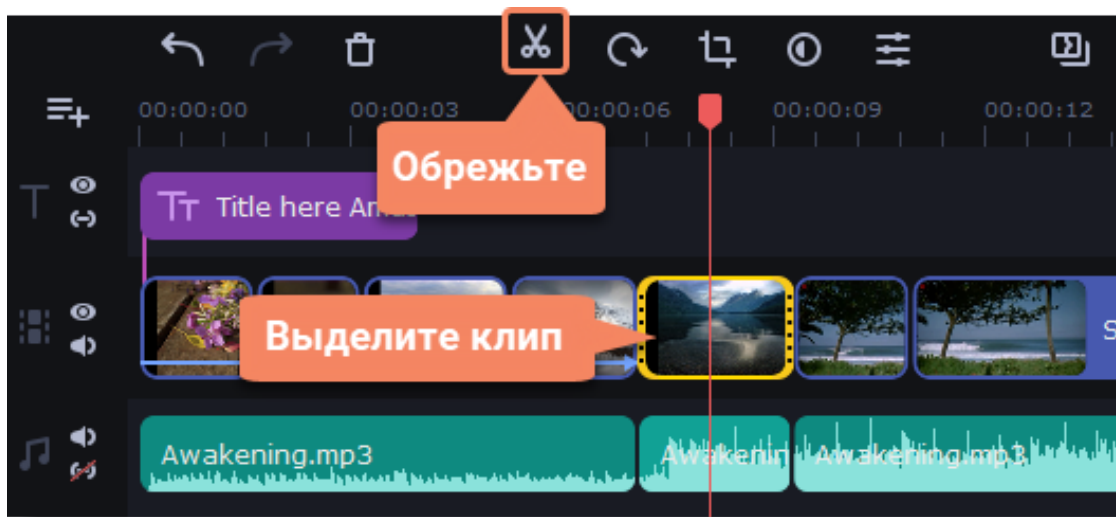 00:00:00 00:00:03 00:00:06 00:00:09 00:00:12
Обрежьте
Title here
Выделите клип
S
Awakening.mp3 Awakenin Awakening.mp3